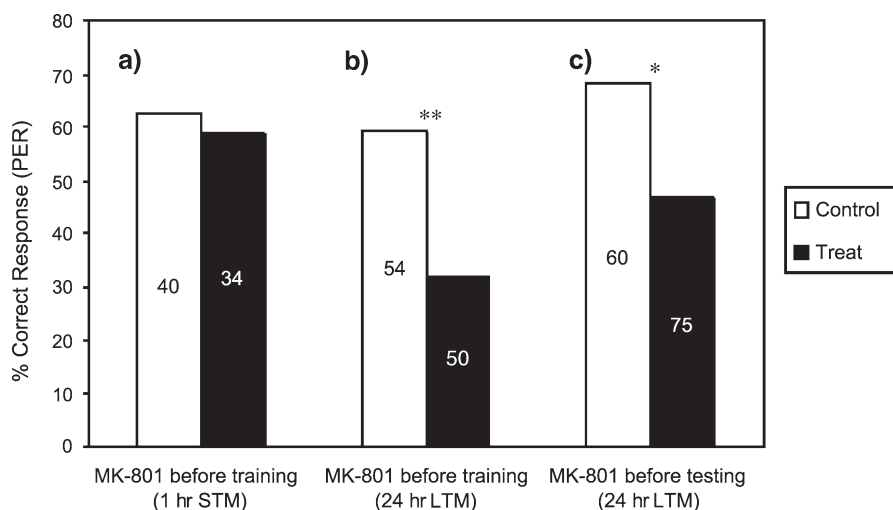 80
70
60
50
40
30
20
10
0
% Correct Response (PER)
a)
b)
c)
**
*
40
34
54
50
60
75
Control
Treat
MK-801 before training
(1 hr STM)
MK-801 before training
(24 hr LTM)
MK-801 before testing
(24 hr LTM)